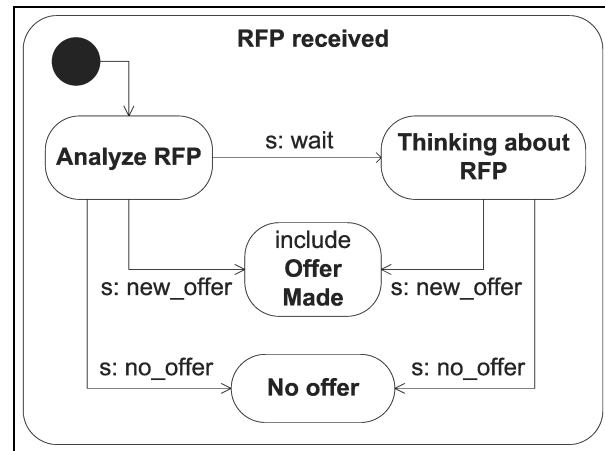 RFP received
Analyze RFP
s: wait
Thinking about
RFP
include
Offer
Made
s: new_offer
s: new_offer
s: no_offer
s: no_offer
No offer